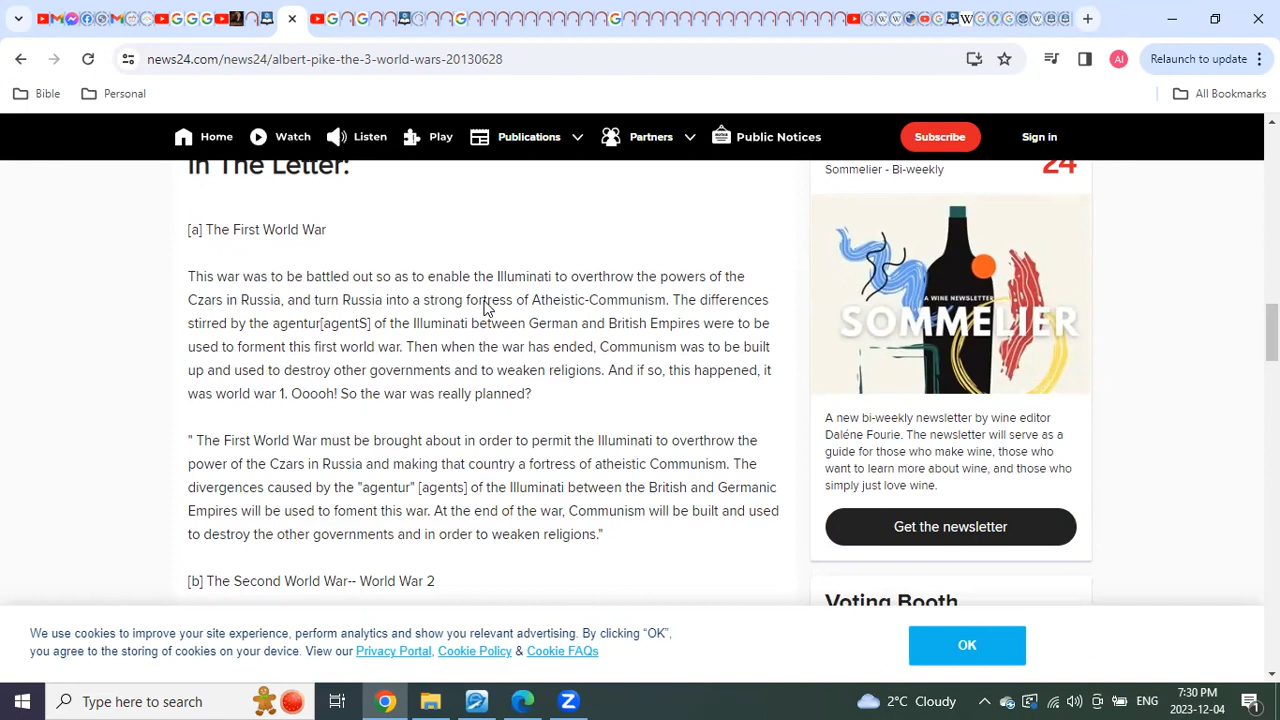 news24.com/news24/albert-pike-the-3-world-wars-20130628
AI
Relaunch to update
Bible
Personal
All Bookmarks
Home
Watch
Listen
Play
Publications
Partners
Public Notices
Subscribe
Sign in
In The Letter:
[a] The First World War
This war was to be battled out so as to enable the Illuminati to overthrow the powers of the
Czars in Russia, and turn Russia into a strong fortress of Atheistic-Communism. The differences
stirred by the agentur[agentS] of the Illuminati between German and British Empires were to be
used to forment this first world war. Then when the war has ended, Communism was to be built
up and used to destroy other governments and to weaken religions. And if so, this happened, it
was world war 1. Ooooh! So the war was really planned?
" The First World War must be brought about in order to permit the Illuminati to overthrow the
power of the Czars in Russia and making that country a fortress of atheistic Communism. The
divergences caused by the "agentur" [agents] of the Illuminati between the British and Germanic
Empires will be used to foment this war. At the end of the war, Communism will be built and used
to destroy the other governments and in order to weaken religions."
[b] The Second World War-- World War 2
Sommelier - Bi-weekly
24
A WINE NEWSLETTER
SOMMELIER
A new bi-weekly newsletter by wine editor
Daléne Fourie. The newsletter will serve as a
guide for those who make wine, those who
want to learn more about wine, and those who
simply just love wine.
Get the newsletter
Voting Booth
We use cookies to improve your site experience, perform analytics and show you relevant advertising. By clicking “OK”,
you agree to the storing of cookies on your device. View our Privacy Portal, Cookie Policy & Cookie FAQs
OK
Type here to search
2°C Cloudy
ENG
7:30 PM
2023-12-04
1